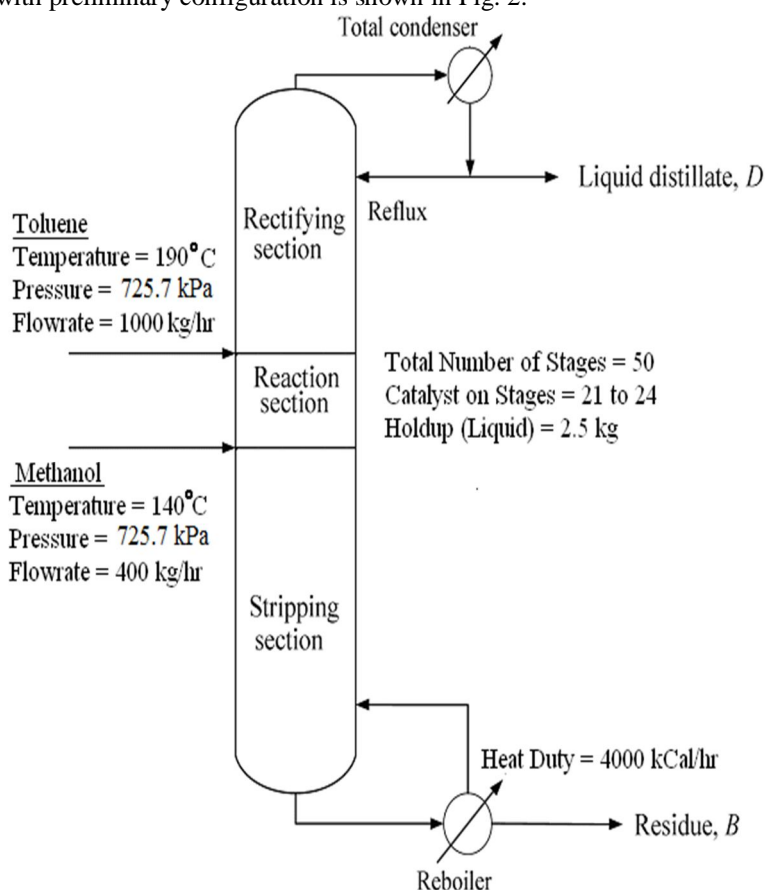 with preliminary configuration is shown in Fig. 2.
Total condenser
Liquid distillate, D
Reflux
Rectifying
section
Toluene
Temperature = 190°C
Pressure = 725.7 kPa
Flowrate = 1000 kg/hr
Reaction
section
Total Number of Stages = 50
Catalyst on Stages = 21 to 24
Holdup (Liquid) = 2.5 kg
Methanol
Temperature = 140°C
Pressure = 725.7 kPa
Flowrate = 400 kg/hr
Stripping
section
Heat Duty = 4000 kCal/hr
Residue, B
Reboiler